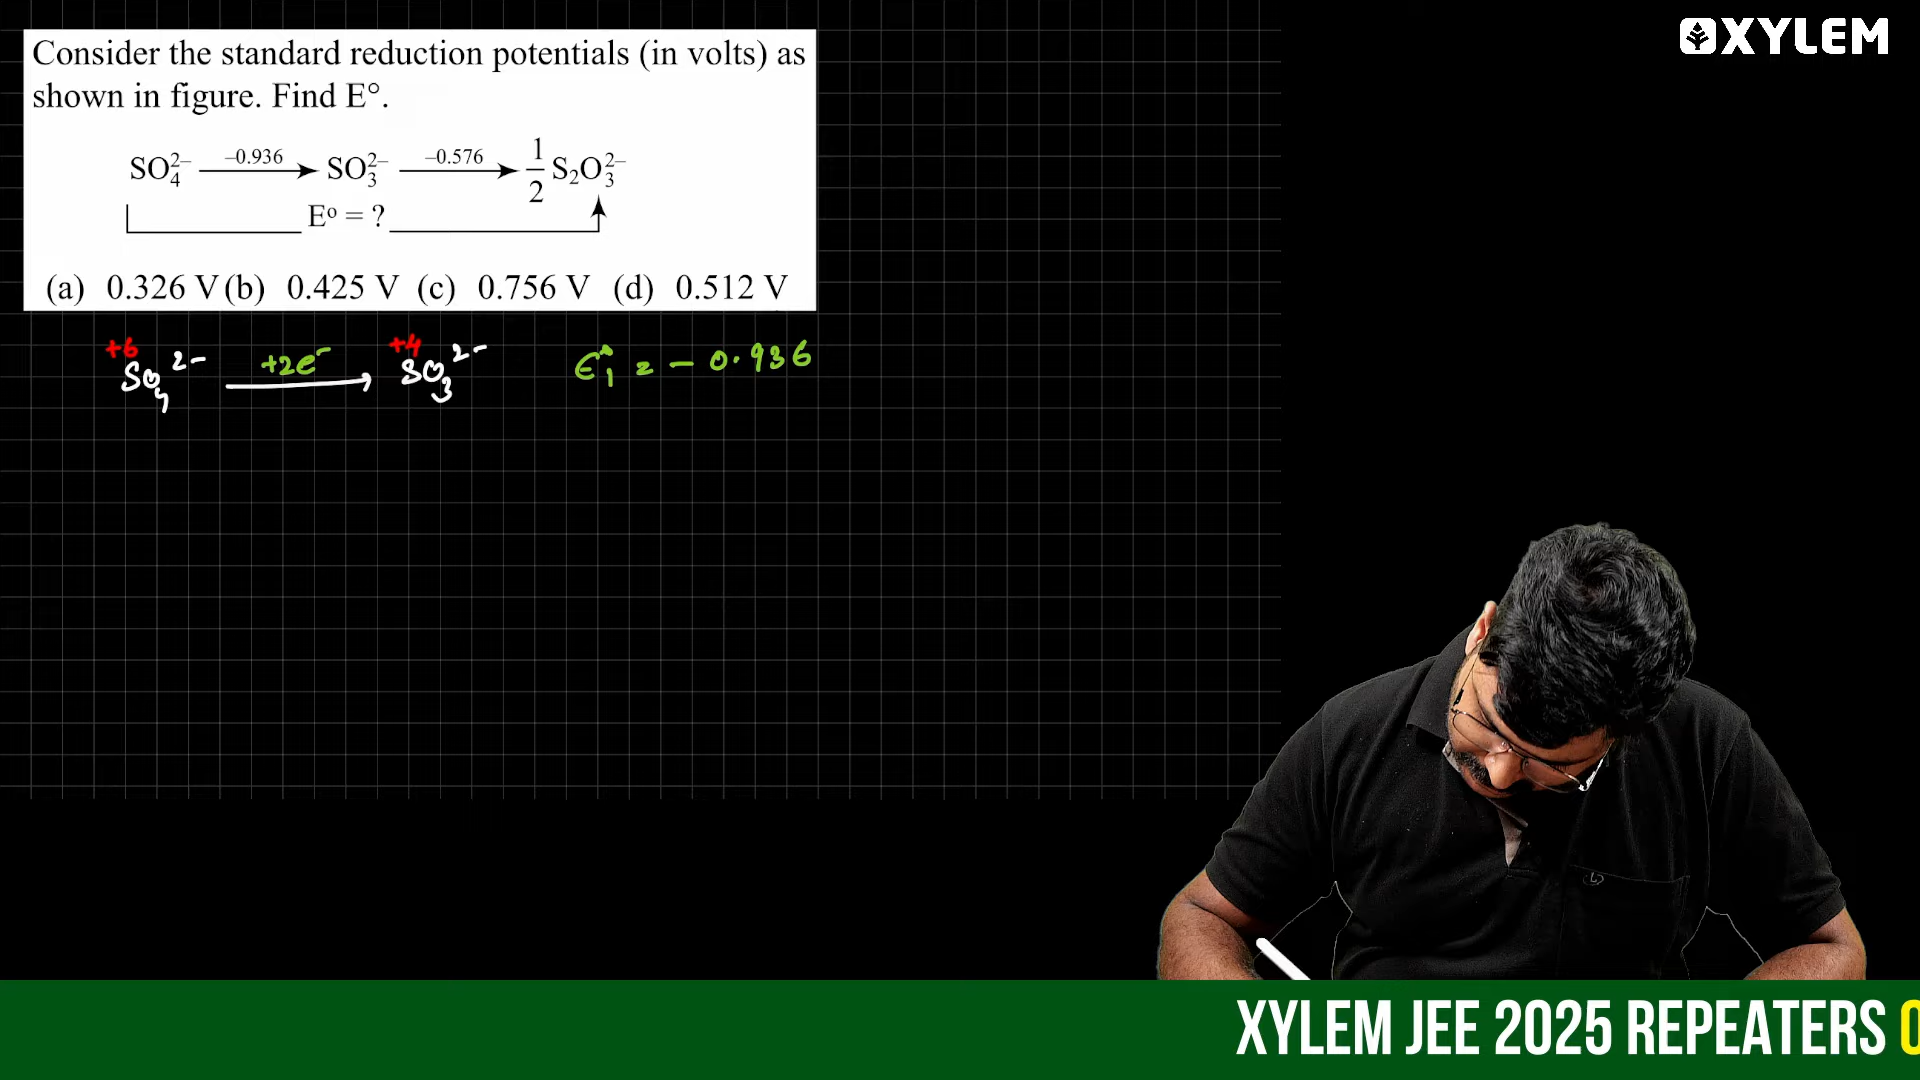 XYLEM
Consider the standard reduction potentials (in volts) as
shown in figure. Find E°.
SO₄²⁻ –0.936 SO₃²⁻ –0.576 1/2 S₂O₃²⁻
E° = ?
(a) 0.326 V (b) 0.425 V (c) 0.756 V (d) 0.512 V
+6 +4
SO₄²⁻ +2e⁻ → SO₃²⁻ E°₁ = - 0.936
XYLEM JEE 2025 REPEATERS